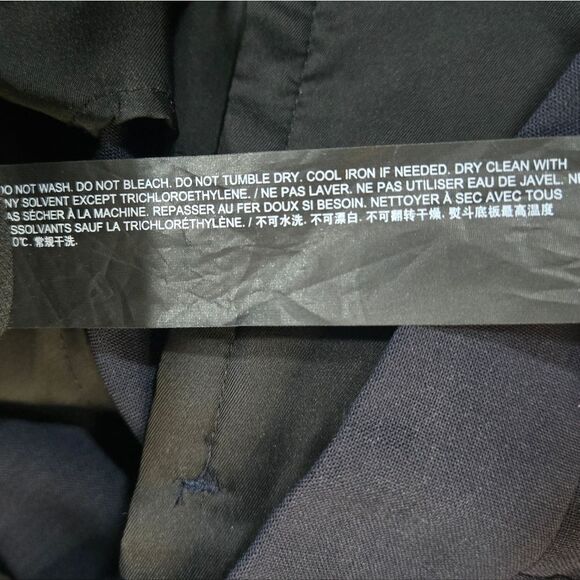 DO NOT WASH. DO NOT BLEACH. DO NOT TUMBLE DRY. COOL IRON IF NEEDED. DRY CLEAN WITH
NY SOLVENT EXCEPT TRICHLOROETHYLENE. / NE PAS LAVER. NE PAS UTILISER EAU DE JAVEL. NE
AS SÉCHER À LA MACHINE. REPASSER AU FER DOUX SI BESOIN. NETTOYER À SEC AVEC TOUS
SSOLVANTS SAUF LA TRICHLORÉTHYLÈNE. / 不可水洗. 不可漂白. 不可翻转干燥. 熨斗底板最高温度
0℃. 常规干洗.